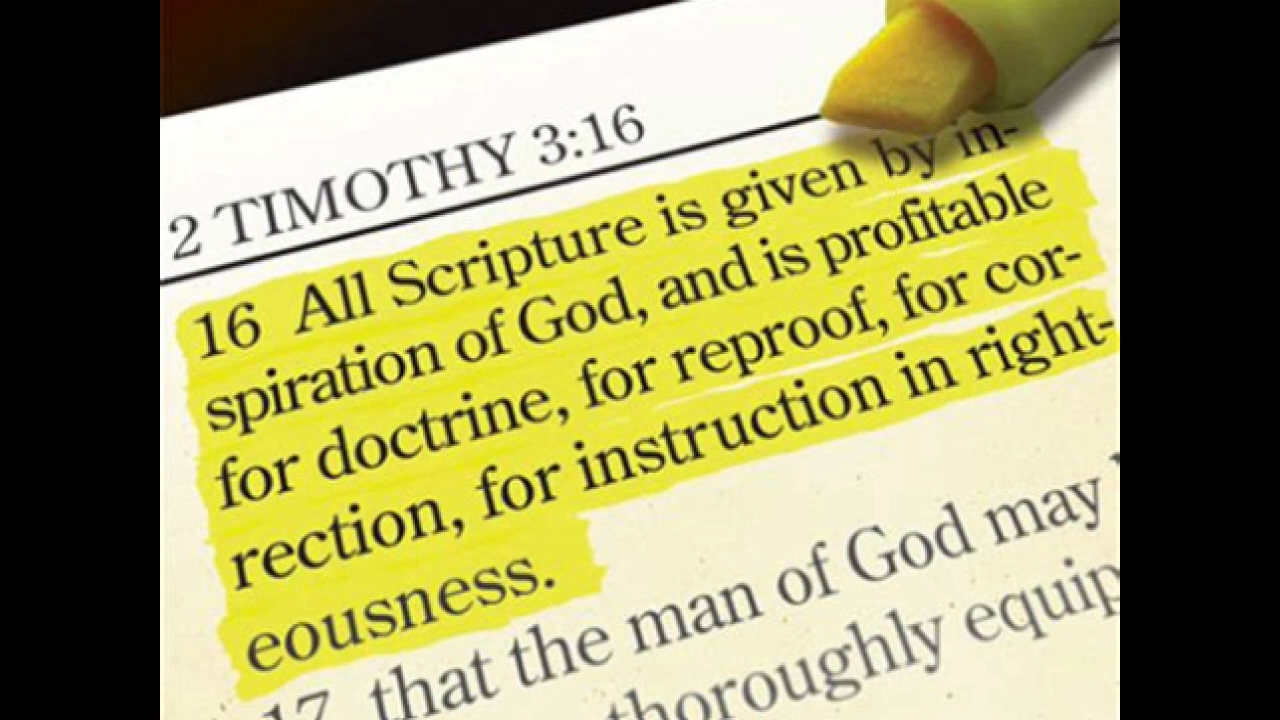 2 TIMOTHY 3:16
16 All Scripture is given by in-
spiration of God, and is profitable
for doctrine, for reproof, for cor-
rection, for instruction in right-
eousness.
17 that the man of God may
thoroughly equip